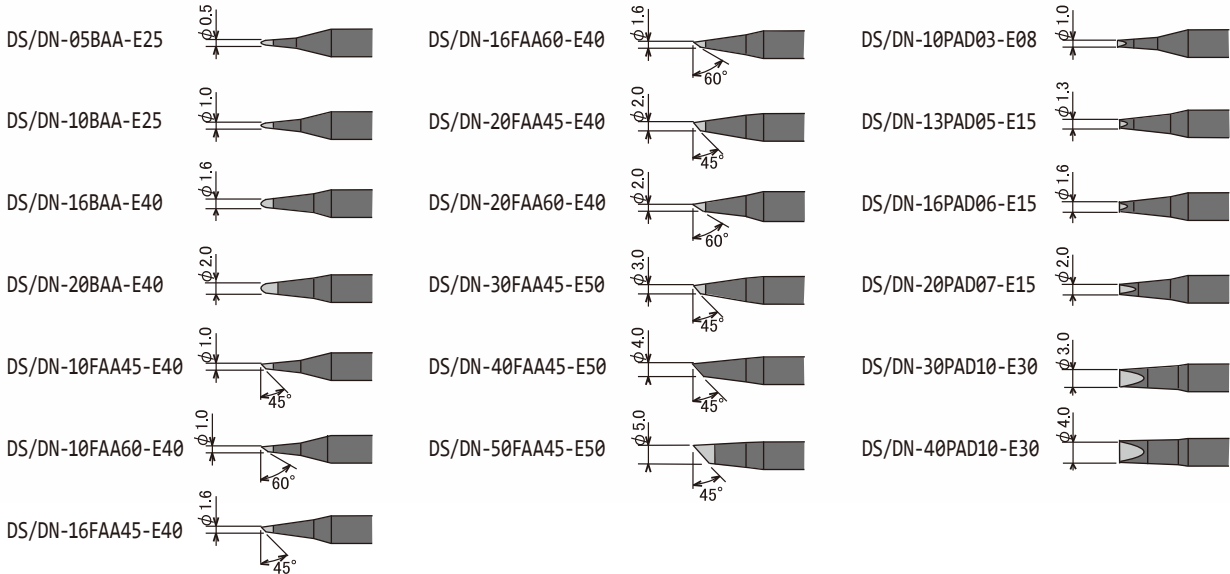 DS/DN-05BAA-E25
φ0.5
DS/DN-10BAA-E25
φ1.0
DS/DN-16BAA-E40
φ1.6
DS/DN-20BAA-E40
φ2.0
DS/DN-10FAA45-E40
φ1.0
45°
DS/DN-10FAA60-E40
φ1.0
60°
DS/DN-16FAA45-E40
φ1.6
45°
DS/DN-16FAA60-E40
φ1.6
60°
DS/DN-20FAA45-E40
φ2.0
45°
DS/DN-20FAA60-E40
φ2.0
60°
DS/DN-30FAA45-E50
φ3.0
45°
DS/DN-40FAA45-E50
φ4.0
45°
DS/DN-50FAA45-E50
φ5.0
45°
DS/DN-10PAD03-E08
φ1.0
DS/DN-13PAD05-E15
φ1.3
DS/DN-16PAD06-E15
φ1.6
DS/DN-20PAD07-E15
φ2.0
DS/DN-30PAD10-E30
φ3.0
DS/DN-40PAD10-E30
φ4.0